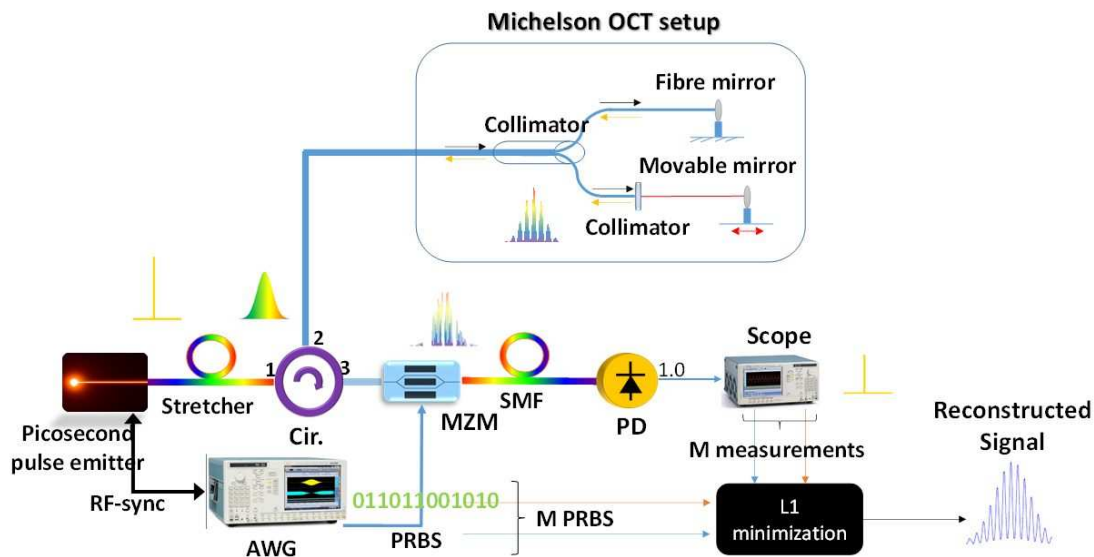 Michelson OCT setup
Fibre mirror
Collimator
Movable mirror
Collimator
2
1
3
Stretcher
Cir.
MZM
SMF
PD
1.0
Scope
Picosecond
pulse emitter
RF-sync
AWG
011011001010
PRBS
M PRBS
M measurements
L1
minimization
Reconstructed
Signal